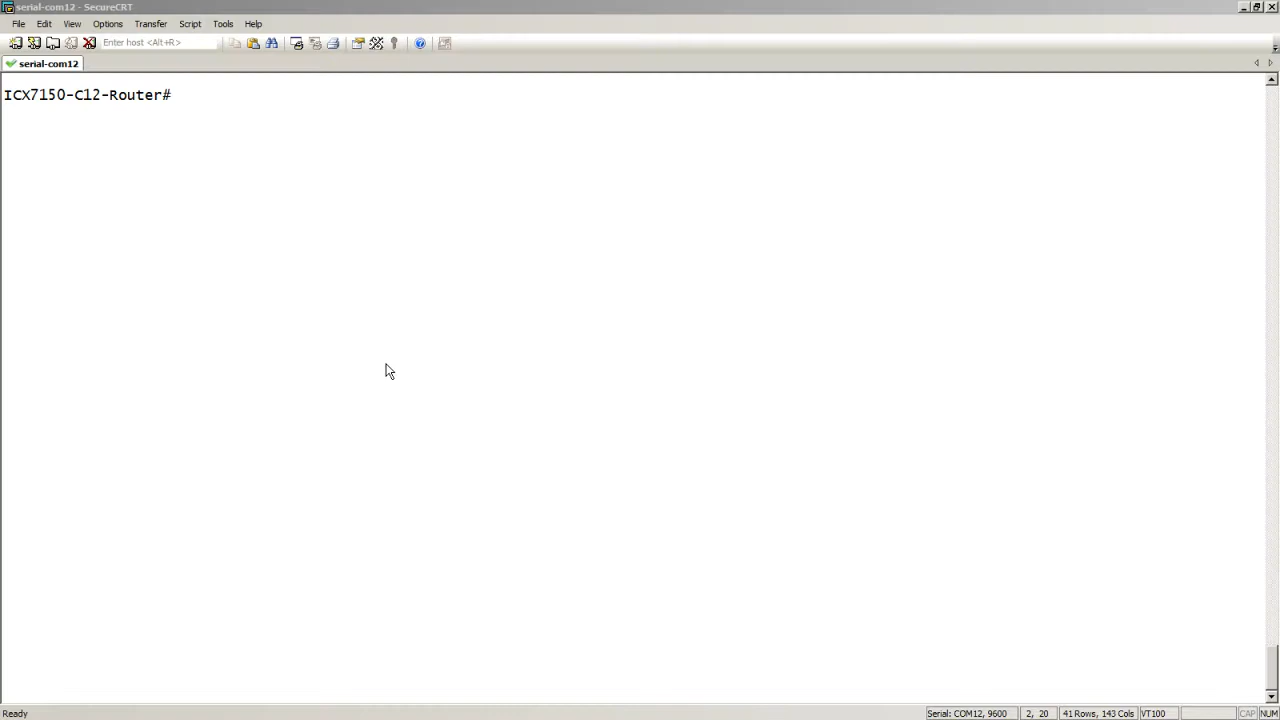 serial-com12 - SecureCRT
File Edit View Options Transfer Script Tools Help
Enter host <Alt+R>
serial-com12
ICX7150-C12-Router#
Ready Serial: COM12, 9600 2, 20 41 Rows, 143 Cols VT100 CAP NUM